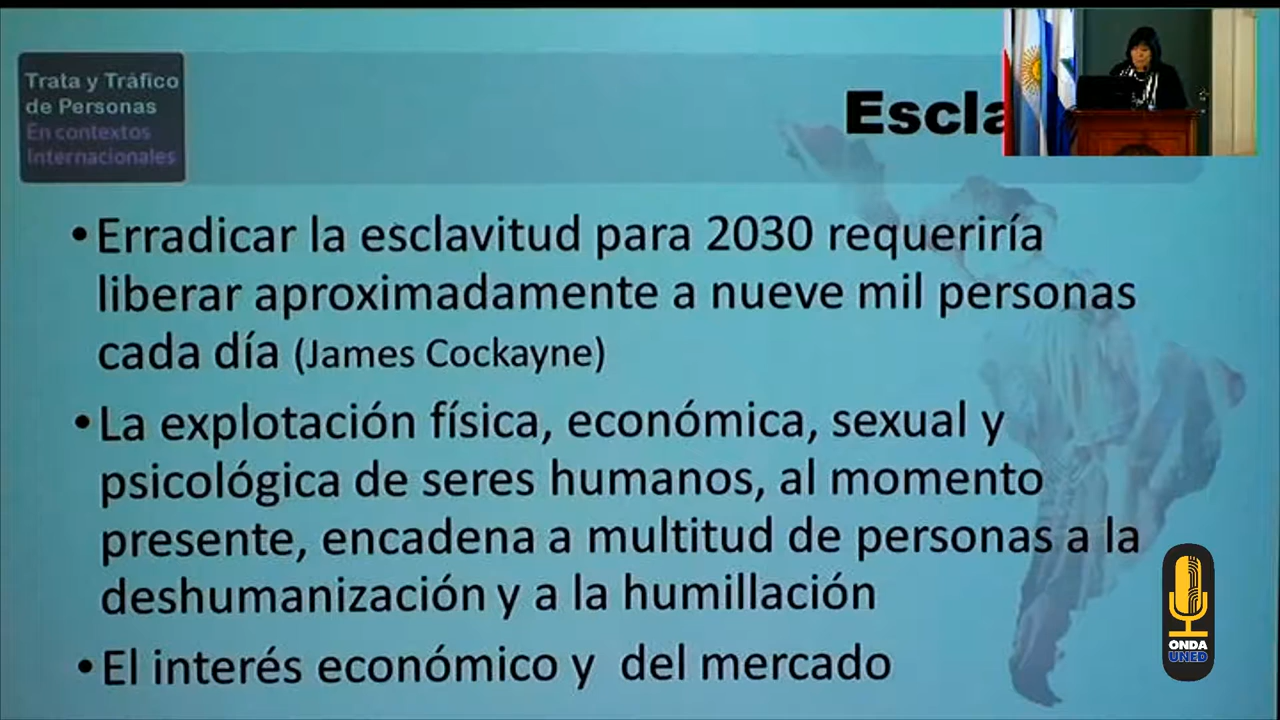 Trata y Tráfico
de Personas
En contextos
Internacionales
Escla
• Erradicar la esclavitud para 2030 requeriría
liberar aproximadamente a nueve mil personas
cada día (James Cockayne)
• La explotación física, económica, sexual y
psicológica de seres humanos, al momento
presente, encadena a multitud de personas a la
deshumanización y a la humillación
• El interés económico y  del mercado
ONDA
UNED